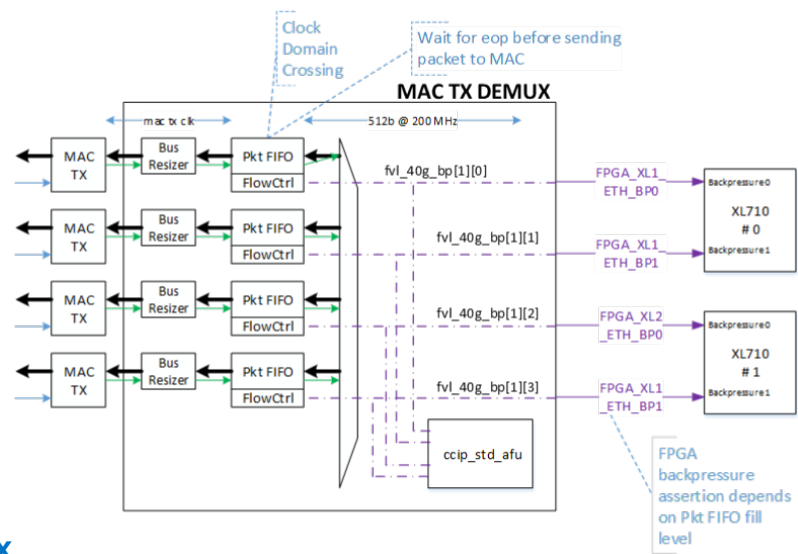 Clock
Domain
Crossing
Wait for eop before sending
packet to MAC
MAC TX DEMUX
mac tx clk
512b @ 200 MHz
MAC
TX
Bus
Resizer
Pkt FIFO
FlowCtrl
fvl_40g_bp[1][0]
FPGA_XL1_
ETH_BP0
Backpressure0
XL710
# 0
Backpressure1
MAC
TX
Bus
Resizer
Pkt FIFO
FlowCtrl
fvl_40g_bp[1][1]
FPGA_XL1_
ETH_BP1
MAC
TX
Bus
Resizer
Pkt FIFO
FlowCtrl
fvl_40g_bp[1][2]
FPGA_XL2
_ETH_BP0
Backpressure0
XL710
# 1
Backpressure1
MAC
TX
Bus
Resizer
Pkt FIFO
FlowCtrl
fvl_40g_bp[1][3]
FPGA_XL1
_ETH_BP1
ccip_std_afu
FPGA
backpressure
assertion depends
on Pkt FIFO fill
level